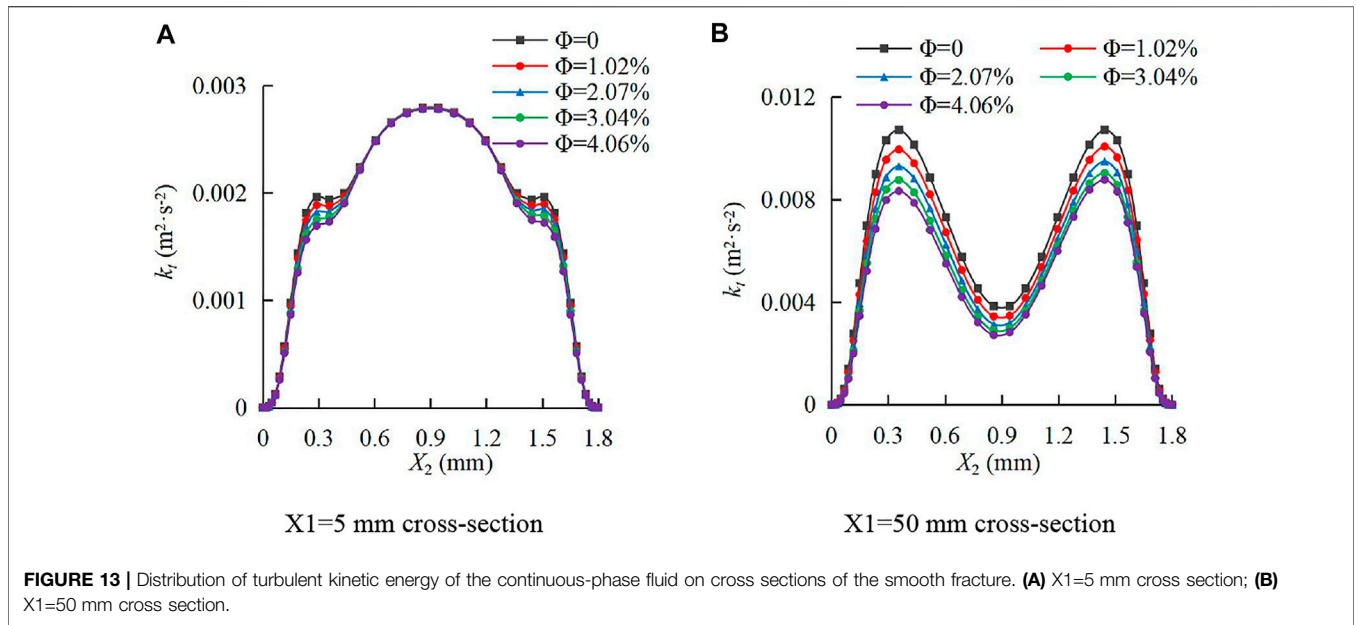 A
Φ=0
Φ=1.02%
Φ=2.07%
Φ=3.04%
Φ=4.06%
0.003
0.002
0.001
0
kt (m²·s⁻²)
0 0.3 0.6 0.9 1.2 1.5 1.8
X₂ (mm)
X1=5 mm cross-section
B
Φ=0 Φ=1.02%
Φ=2.07% Φ=3.04%
Φ=4.06%
0.012
0.008
0.004
0
kt (m²·s⁻²)
0 0.3 0.6 0.9 1.2 1.5 1.8
X₂ (mm)
X1=50 mm cross-section
FIGURE 13 | Distribution of turbulent kinetic energy of the continuous-phase fluid on cross sections of the smooth fracture. (A) X1=5 mm cross section; (B)
X1=50 mm cross section.